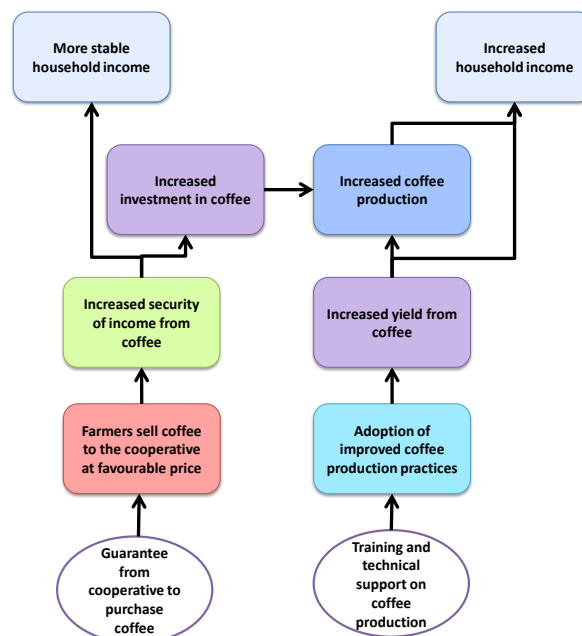 More stable
household income
Increased
household income
Increased
investment in coffee
Increased coffee
production
Increased security
of income from
coffee
Increased yield from
coffee
Farmers sell coffee
to the cooperative
at favourable price
Adoption of
improved coffee
production practices
Guarantee
from
cooperative to
purchase
coffee
Training and
technical
support on
coffee
production